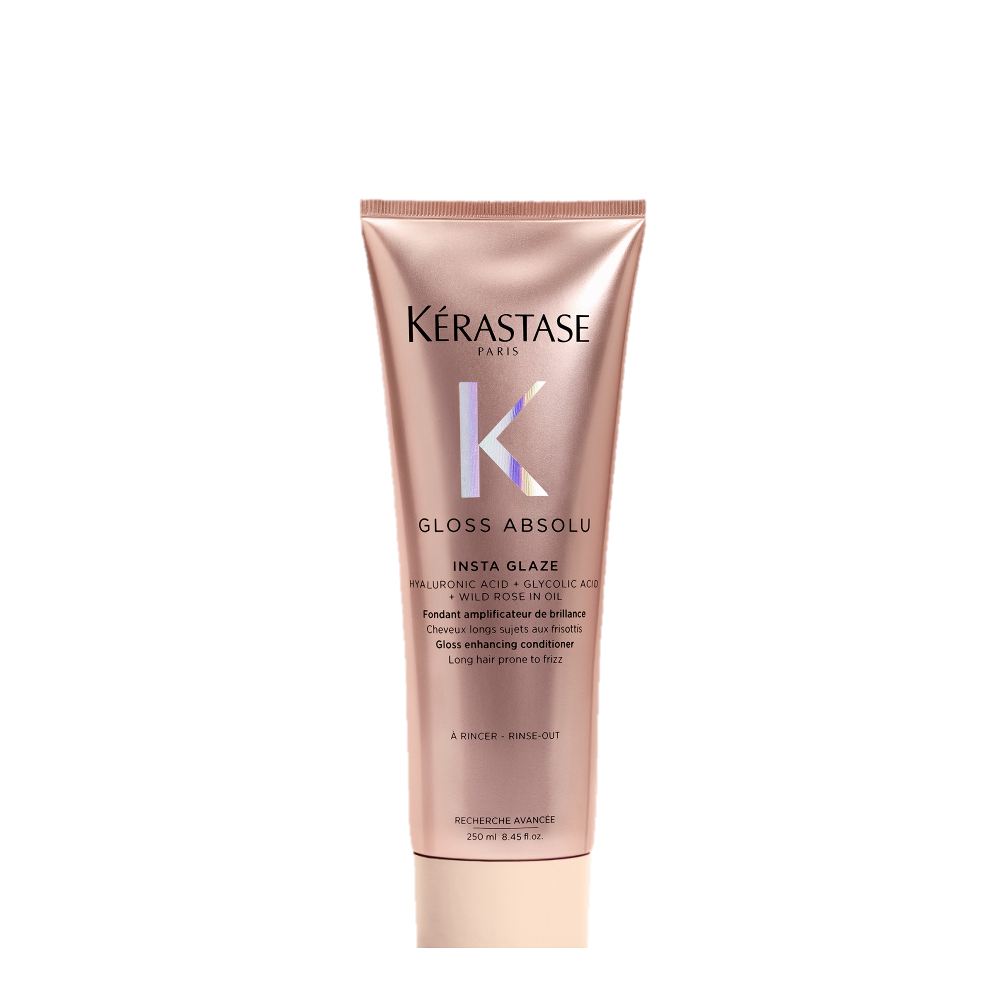 KÉRASTASE
PARIS
K
GLOSS ABSOLU
INSTA GLAZE
HYALURONIC ACID + GLYCOLIC ACID
+ WILD ROSE IN OIL
Fondant amplificateur de brillance
Cheveux longs sujets aux frisottis
Gloss enhancing conditioner
Long hair prone to frizz
À RINCER - RINSE-OUT
RECHERCHE AVANCÉE
250 ml 8.45 fl.oz.